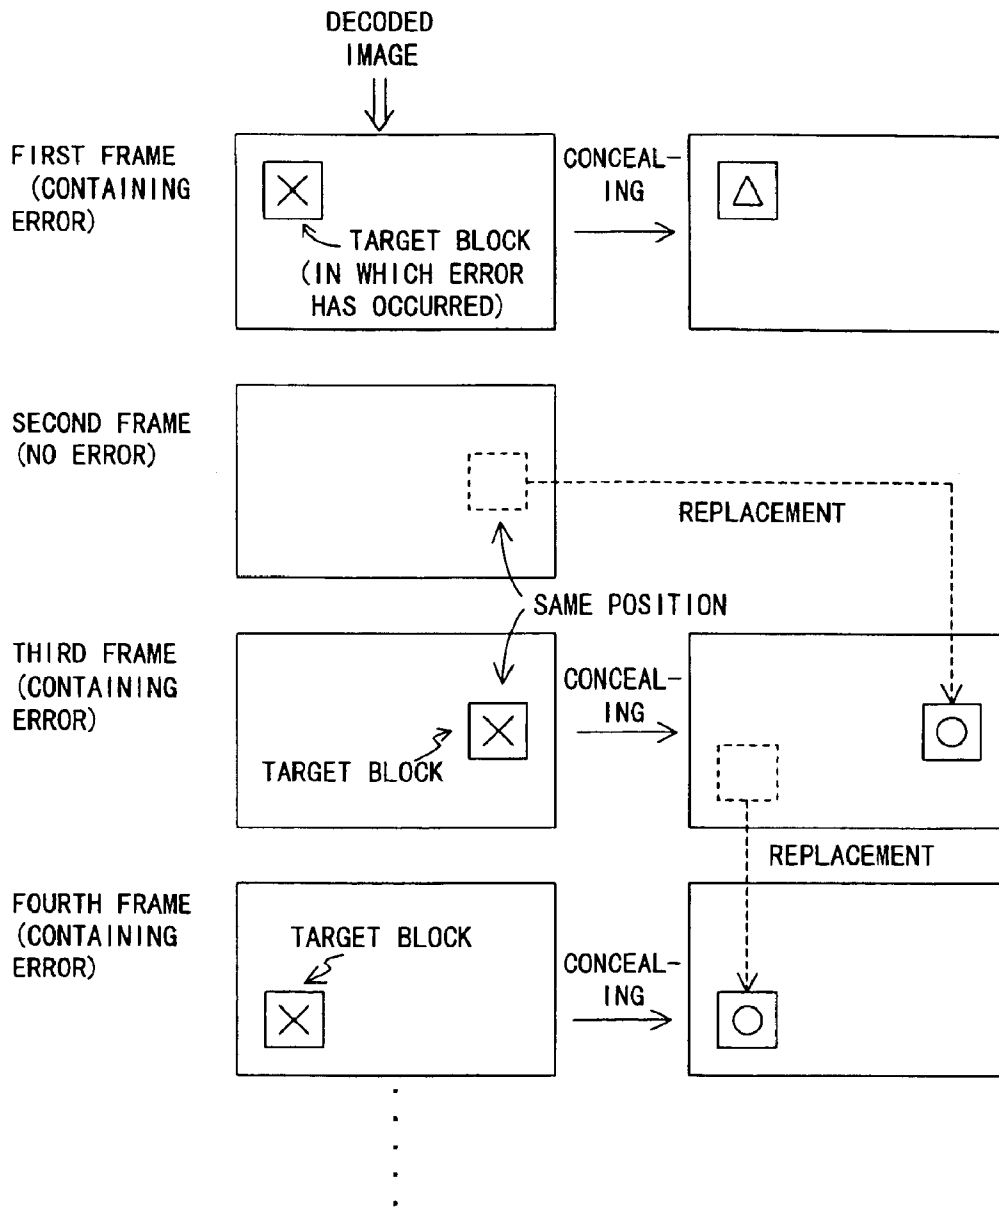 DECODED
IMAGE
FIRST FRAME
(CONTAINING
ERROR)
CONCEAL-
ING
TARGET BLOCK
(IN WHICH ERROR
HAS OCCURRED)
SECOND FRAME
(NO ERROR)
REPLACEMENT
SAME POSITION
THIRD FRAME
(CONTAINING
ERROR)
CONCEAL-
ING
TARGET BLOCK
REPLACEMENT
FOURTH FRAME
(CONTAINING
ERROR)
TARGET BLOCK
CONCEAL-
ING